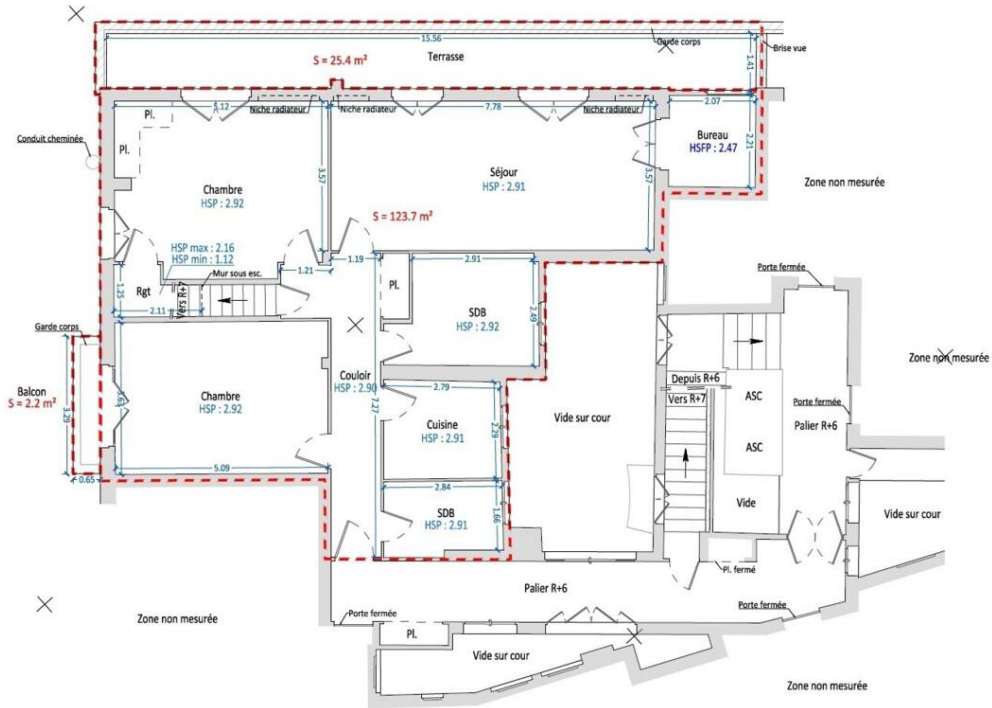 15.56
Garde corps
Brise vue
S = 25.4 m²
Terrasse
1.41
5.12
Niche radiateur
Niche radiateur
7.78
Niche radiateur
2.07
Pl.
Conduit cheminée
Pl.
Bureau
HSFP : 2.47
2.21
Chambre
HSP : 2.92
3.57
Séjour
HSP : 2.91
3.57
Zone non mesurée
S = 123.7 m²
HSP max : 2.16
HSP min : 1.12
1.19
2.91
1.21
Mur sous esc.
Porte fermée
1.25
Rgt
2.11
Vers R+7
Pl.
SDB
HSP : 2.92
2.49
Garde corps
Zone non mesurée
Balcon
S = 2.2 m²
3.29
0.65
3.63
Chambre
HSP : 2.92
5.09
Couloir
HSP : 2.90
7.27
2.79
Cuisine
HSP : 2.91
2.29
Vide sur cour
Depuis R+6
Vers R+7
ASC
ASC
Porte fermée
Palier R+6
2.84
SDB
HSP : 2.91
1.66
Vide
Vide sur cour
Pl. fermé
Palier R+6
Porte fermée
Porte fermée
Zone non mesurée
Pl.
Vide sur cour
Zone non mesurée